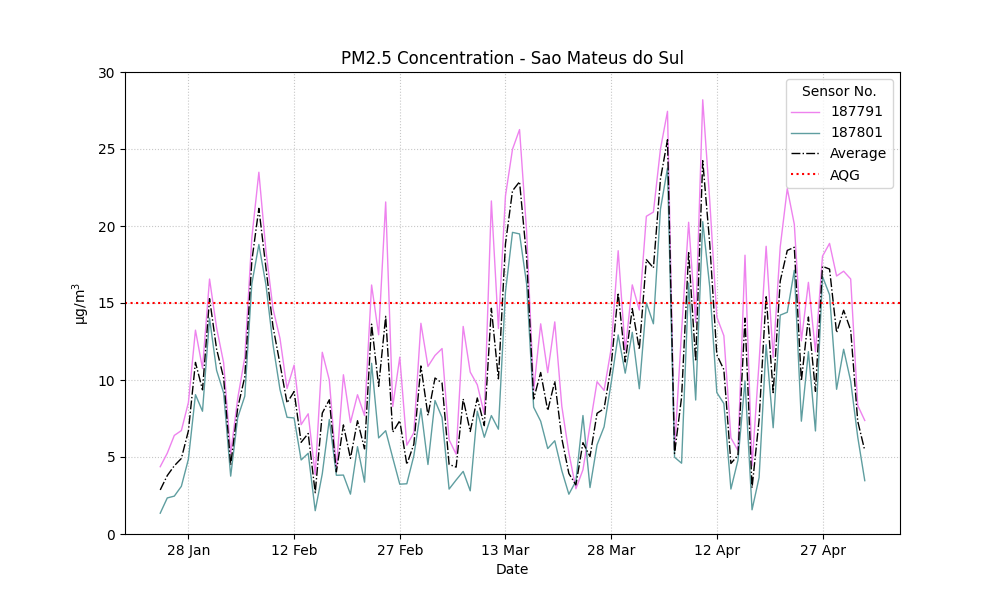 PM2.5 Concentration - Sao Mateus do Sul
Sensor No.
187791
187801
Average
AQG
30
25
20
15
10
5
0
µg/m³
28 Jan
12 Feb
27 Feb
13 Mar
28 Mar
12 Apr
27 Apr
Date